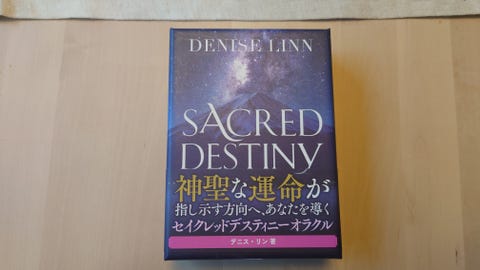 DENISE LINN
SACRED
DESTINY
神聖な運命が
指し示す方向へ、あなたを導く
セイクレッドデスティニーオラクル
デニス・リン 著